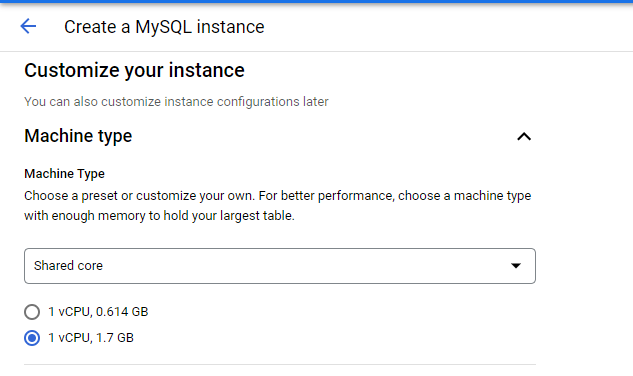 Create a MySQL instance
Customize your instance
You can also customize instance configurations later
Machine type
Machine Type
Choose a preset or customize your own. For better performance, choose a machine type
with enough memory to hold your largest table.
Shared core
1 vCPU, 0.614 GB
1 vCPU, 1.7 GB